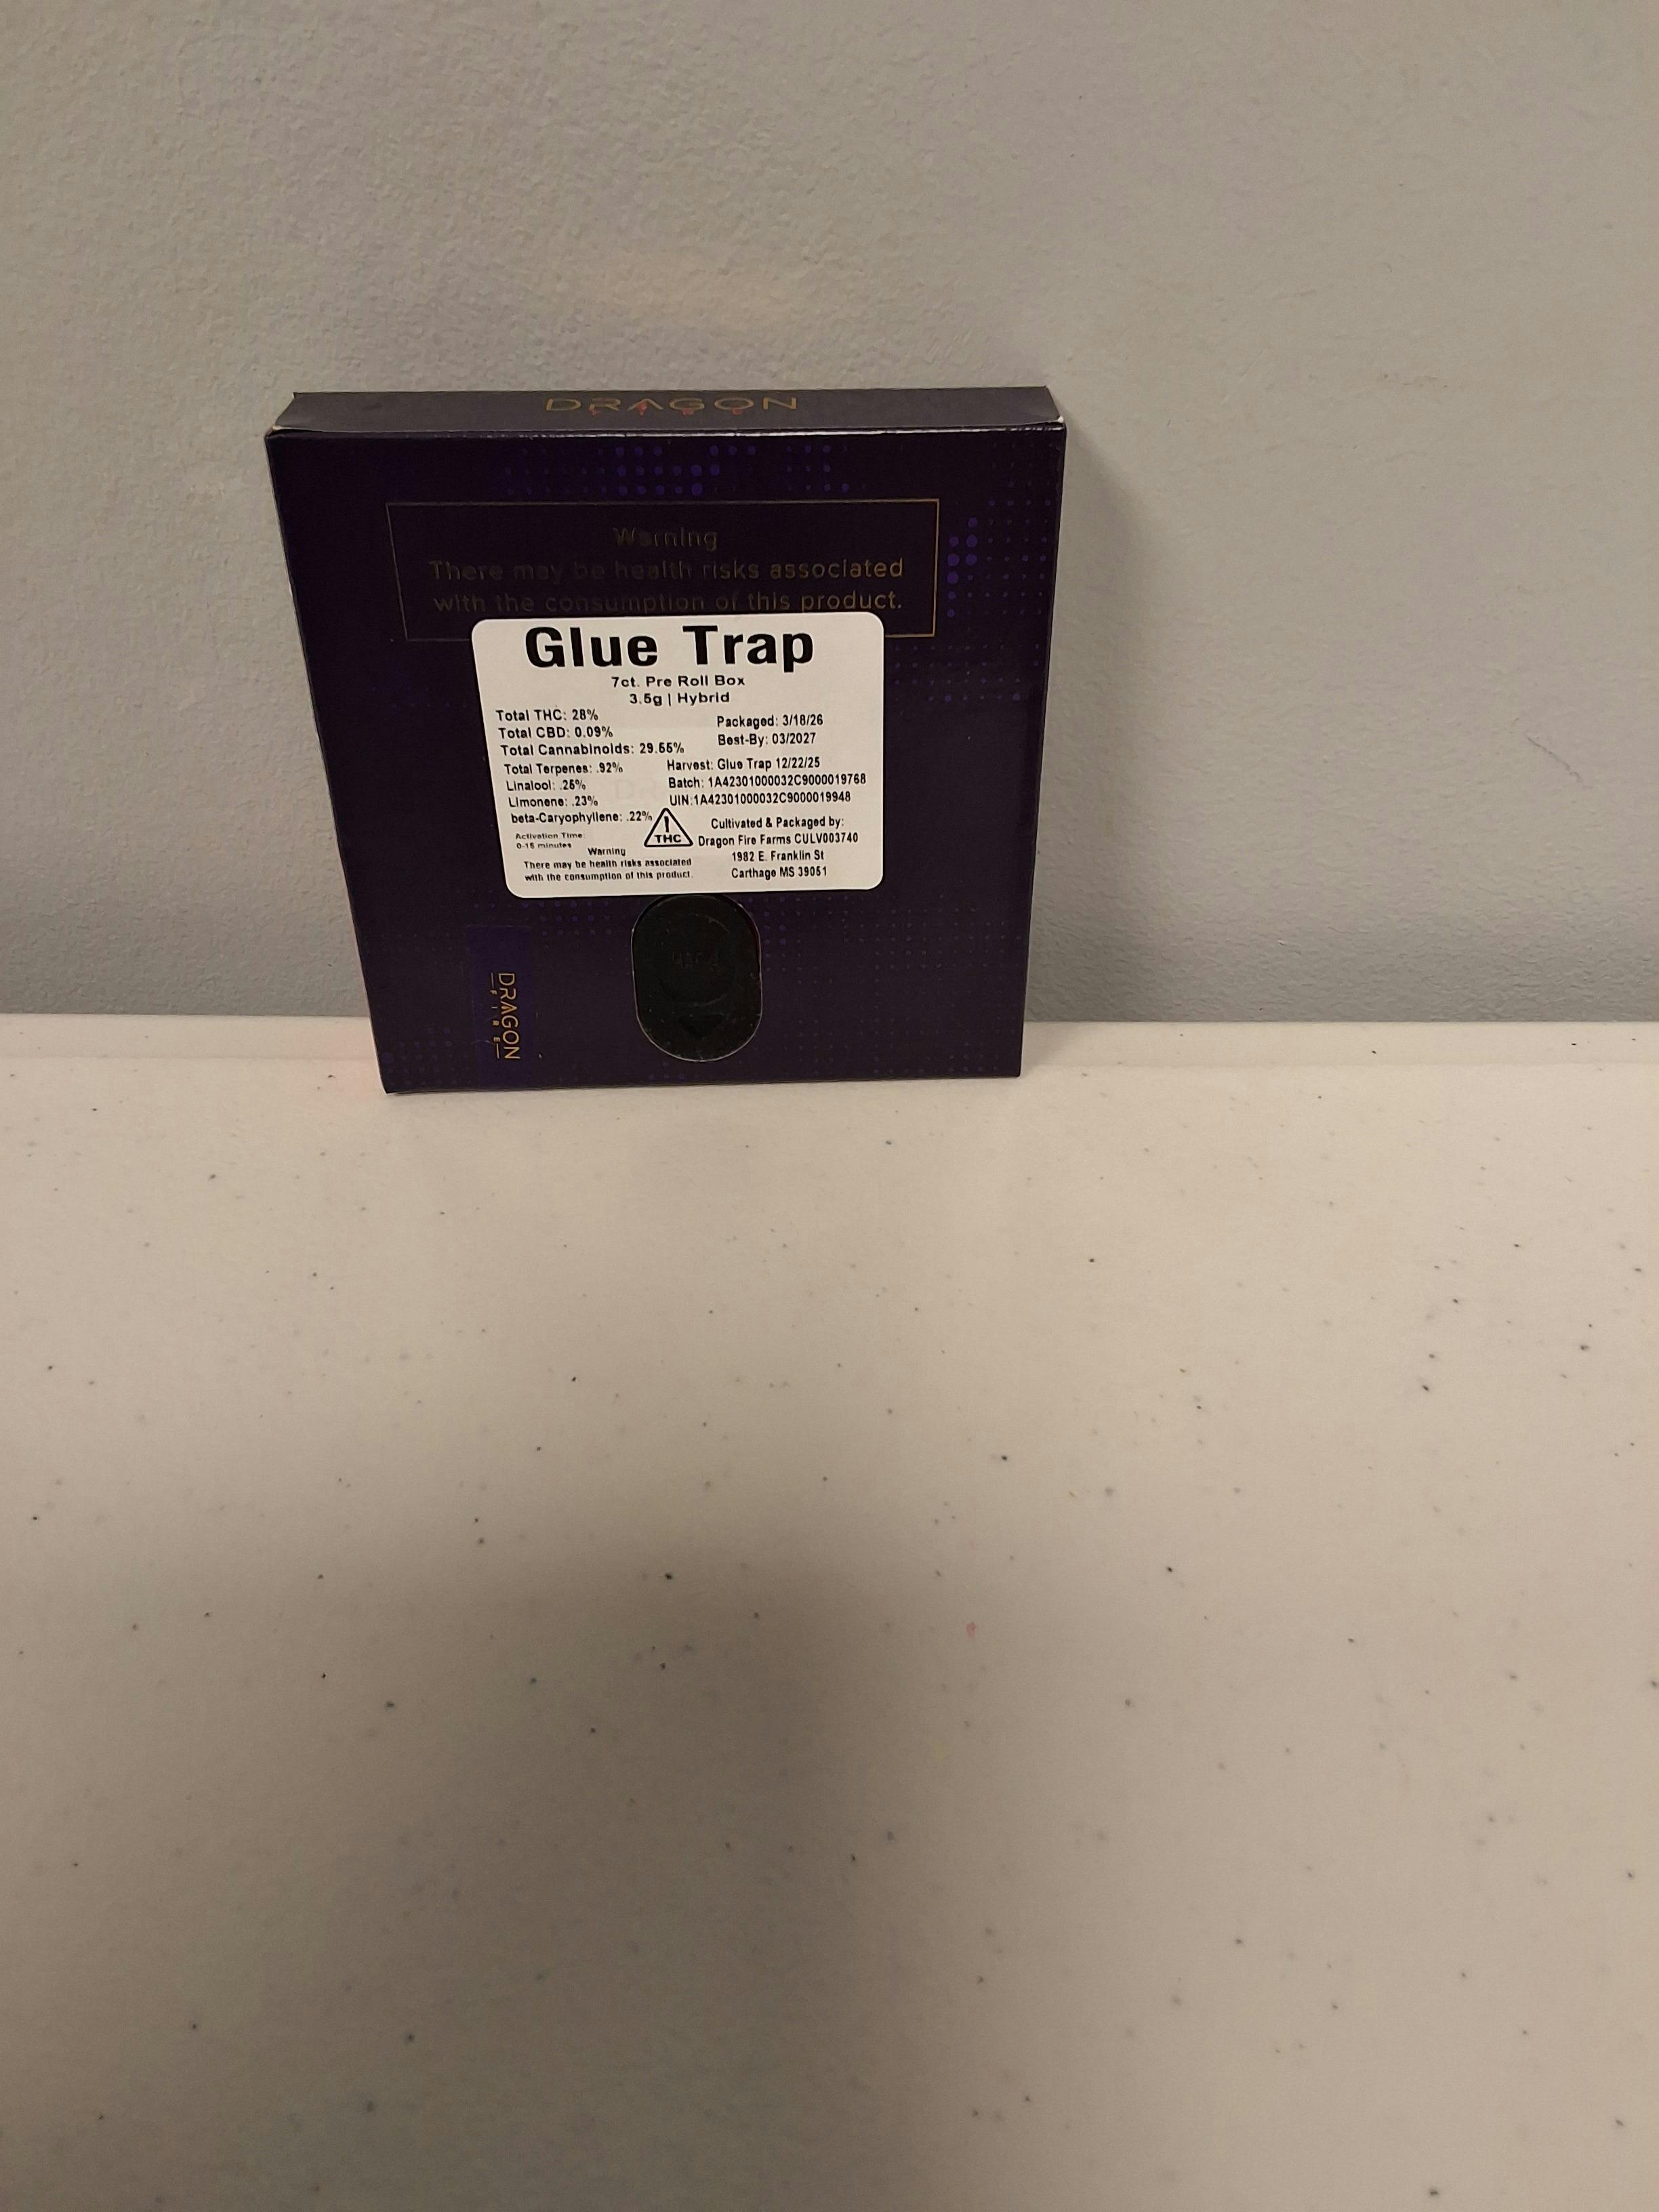 DRAGON
FIRE
Warning
There may be health risks associated
with the consumption of this product.
Glue Trap
7ct. Pre Roll Box
3.5g | Hybrid
Total THC: 28%
Total CBD: 0.09%
Total Cannabinoids: 29.55%
Packaged: 3/18/26
Best-By: 03/2027
Total Terpenes: .92%
Linalool: .25%
Limonene: .23%
beta-Caryophyllene: .22%
Harvest: Glue Trap 12/22/25
Batch: 1A42301000032C9000019768
UIN:1A42301000032C9000019948
Activation Time:
0-15 minutes
Warning
There may be health risks associated
with the consumption of this product.
THC
Cultivated & Packaged by:
Dragon Fire Farms CULV003740
1982 E. Franklin St
Carthage MS 39051
DRAGON
FIRE